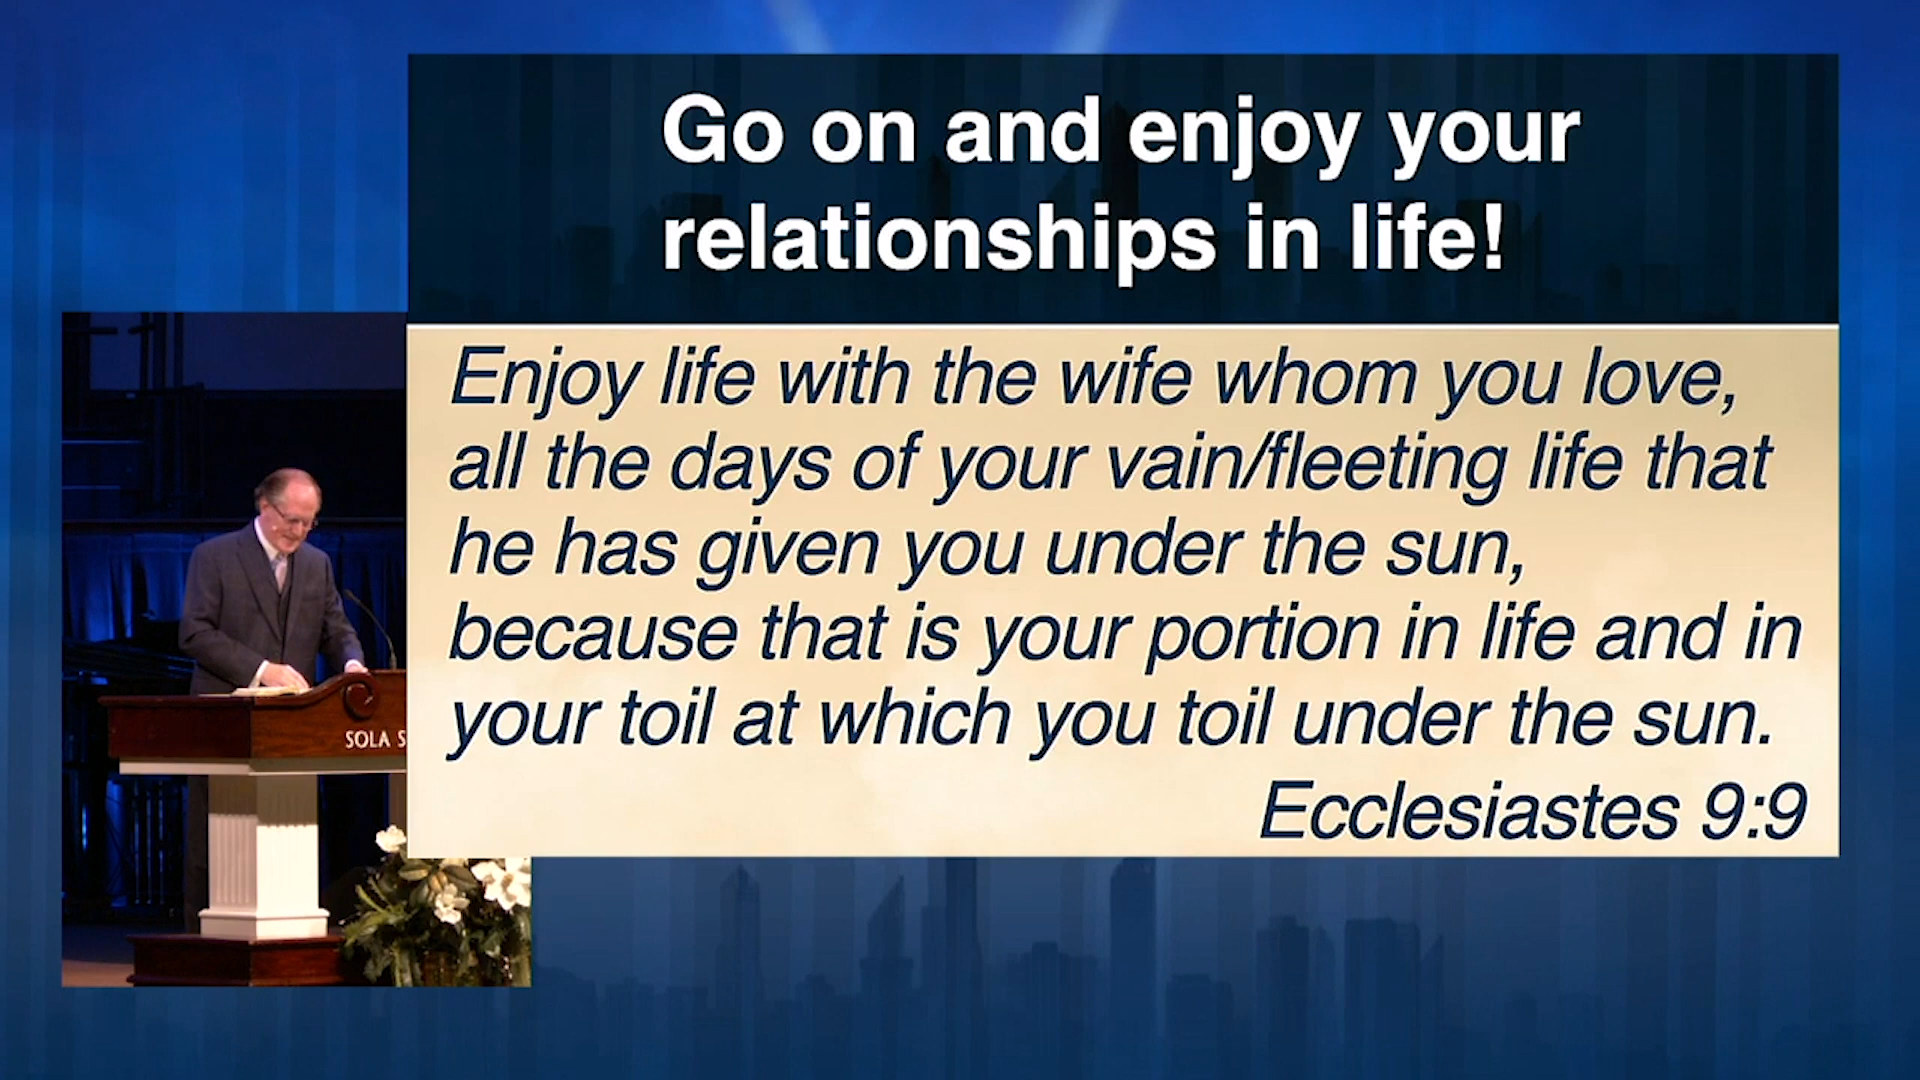 Go on and enjoy your
relationships in life!
Enjoy life with the wife whom you love,
all the days of your vain/fleeting life that
he has given you under the sun,
because that is your portion in life and in
your toil at which you toil under the sun.
Ecclesiastes 9:9
SOLA S